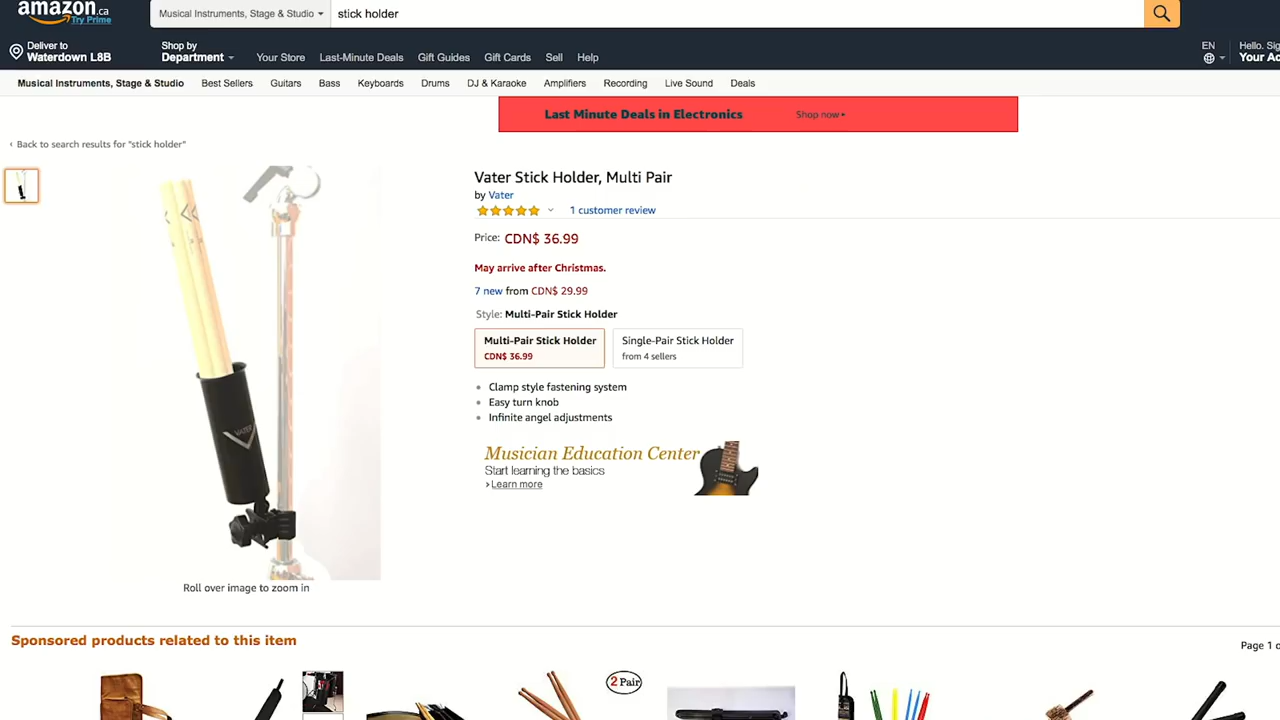 amazon.ca
Try Prime
Musical Instruments, Stage & Studio
stick holder
Deliver to
Waterdown L8B
Shop by
Department
Your Store
Last-Minute Deals
Gift Guides
Gift Cards
Sell
Help
EN
Hello. Sig
Your Ac
Musical Instruments, Stage & Studio
Best Sellers
Guitars
Bass
Keyboards
Drums
DJ & Karaoke
Amplifiers
Recording
Live Sound
Deals
Last Minute Deals in Electronics
Shop now▸
‹ Back to search results for "stick holder"
Vater Stick Holder, Multi Pair
by Vater
1 customer review
Price: CDN$ 36.99
May arrive after Christmas.
7 new from CDN$ 29.99
Style: Multi-Pair Stick Holder
Multi-Pair Stick Holder
CDN$ 36.99
Single-Pair Stick Holder
from 4 sellers
• Clamp style fastening system
• Easy turn knob
• Infinite angel adjustments
Musician Education Center
Start learning the basics
› Learn more
VATER
Roll over image to zoom in
Sponsored products related to this item
Page 1 o
2 Pair